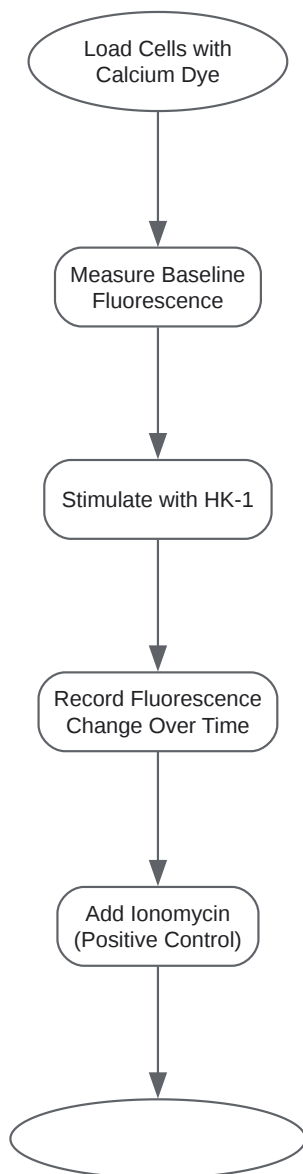 Load Cells with
Calcium Dye
Measure Baseline
Fluorescence
Stimulate with HK-1
Record Fluorescence
Change Over Time
Add Ionomycin
(Positive Control)